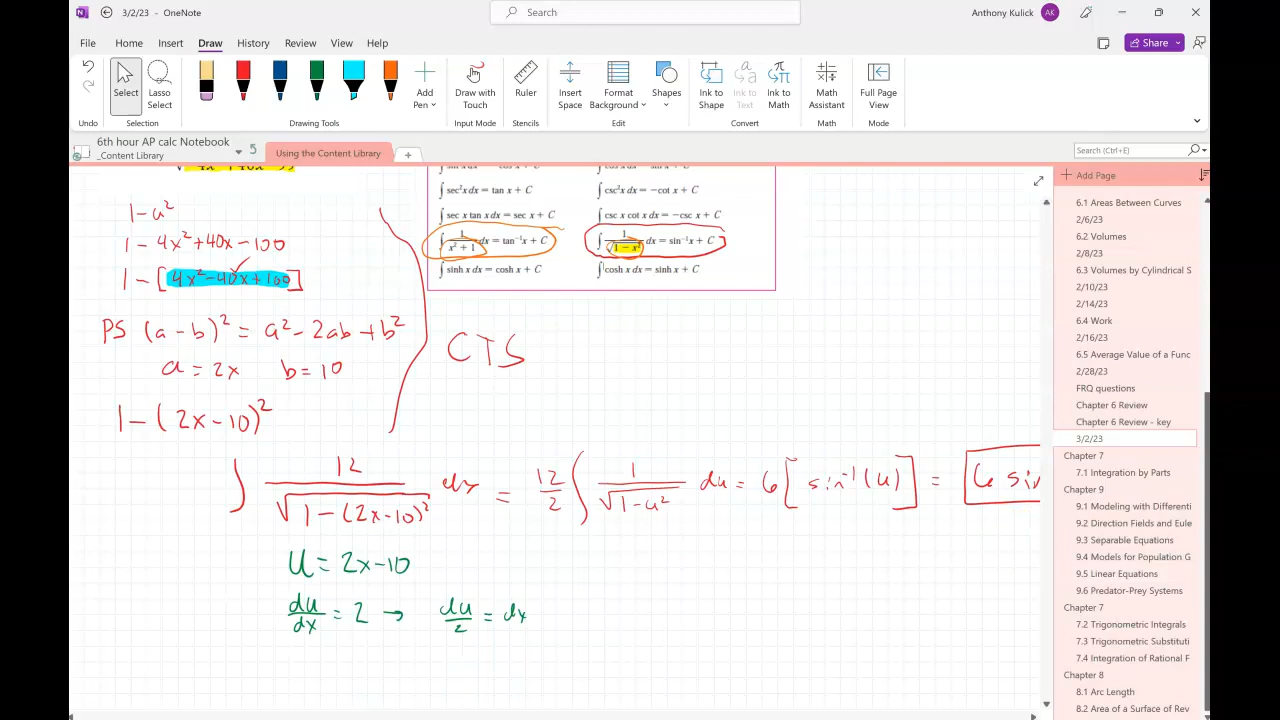 3/2/23 - OneNote
Search
Anthony Kulick AK
File Home Insert Draw History Review View Help
Share
Select
Lasso Select
Add Pen
Draw with Touch
Ruler
Insert Space
Format Background
Shapes
Ink to Shape
Ink to Text
Ink to Math
Math Assistant
Full Page View
Undo
Selection
Drawing Tools
Input Mode
Stencils
Edit
Convert
Math
Mode
6th hour AP calc Notebook
_Content Library
Using the Content Library
Search (Ctrl+E)
∫ sec²x dx = tan x + C
∫ csc²x dx = −cot x + C
∫ sec x tan x dx = sec x + C
∫ csc x cot x dx = −csc x + C
∫ 1/(x² + 1) dx = tan⁻¹x + C
∫ 1/√(1 − x²) dx = sin⁻¹x + C
∫ sinh x dx = cosh x + C
∫ cosh x dx = sinh x + C
1-u²
1-4x²+40x-100
1-[4x²-40x+100]
PS (a-b)² = a²-2ab+b²
a=2x b=10
1-(2x-10)²
CTS
∫ 12/√(1-(2x-10)²) dx = 12/2 ∫ 1/√(1-u²) du = 6[sin⁻¹(u)] = 6 sin
u=2x-10
du/dx = 2 → du/2 = dx
Add Page
6.1 Areas Between Curves
2/6/23
6.2 Volumes
2/8/23
6.3 Volumes by Cylindrical S
2/10/23
2/14/23
6.4 Work
2/16/23
6.5 Average Value of a Func
2/28/23
FRQ questions
Chapter 6 Review
Chapter 6 Review - key
3/2/23
Chapter 7
7.1 Integration by Parts
Chapter 9
9.1 Modeling with Differenti
9.2 Direction Fields and Eule
9.3 Separable Equations
9.4 Models for Population G
9.5 Linear Equations
9.6 Predator-Prey Systems
Chapter 7
7.2 Trigonometric Integrals
7.3 Trigonometric Substituti
7.4 Integration of Rational F
Chapter 8
8.1 Arc Length
8.2 Area of a Surface of Rev